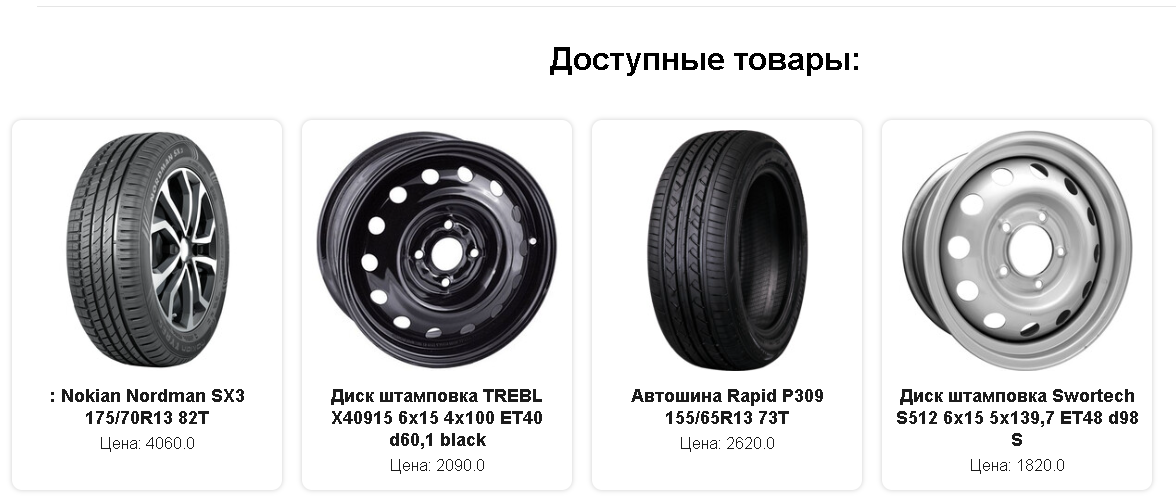 Доступные товары:
NORDMAN SX3
: Nokian Nordman SX3
175/70R13 82T
Цена: 4060.0
Диск штамповка TREBL
X40915 6x15 4x100 ET40
d60,1 black
Цена: 2090.0
Автошина Rapid P309
155/65R13 73T
Цена: 2620.0
Диск штамповка Swortech
S512 6x15 5x139,7 ET48 d98
S
Цена: 1820.0